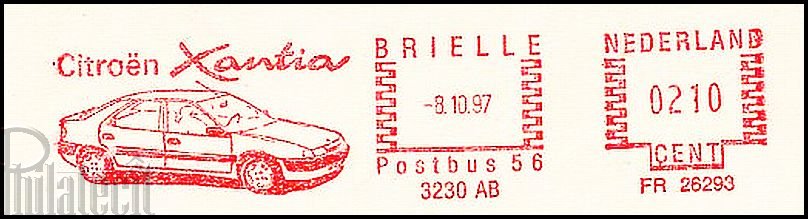 Citroën Xantia
BRIELLE
-8.10.97
Postbus 56
3230 AB
NEDERLAND
0210
CENT
FR 26293
Philatec.it